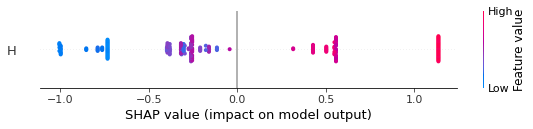 High
H
Feature value
Low
−1.0 −0.5 0.0 0.5 1.0
SHAP value (impact on model output)